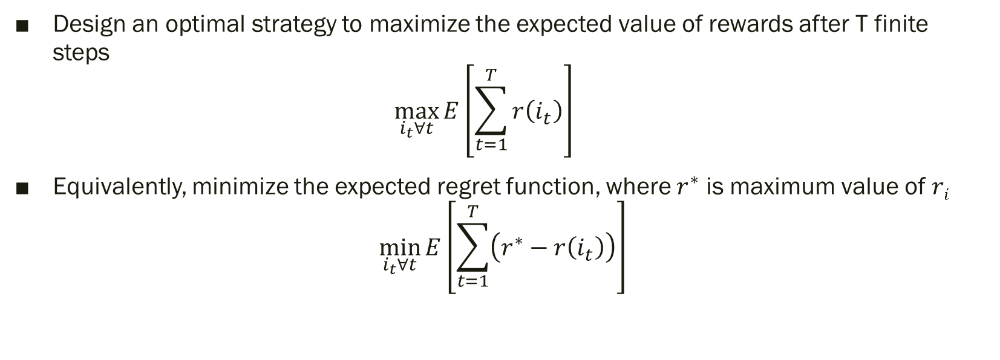 ▪ Design an optimal strategy to maximize the expected value of rewards after T finite
steps
$\max_{i_t \forall t} E\left[\sum_{t=1}^{T} r(i_t)\right]$
▪ Equivalently, minimize the expected regret function, where $r^*$ is maximum value of $r_i$
$\min_{i_t \forall t} E\left[\sum_{t=1}^{T} (r^* - r(i_t))\right]$